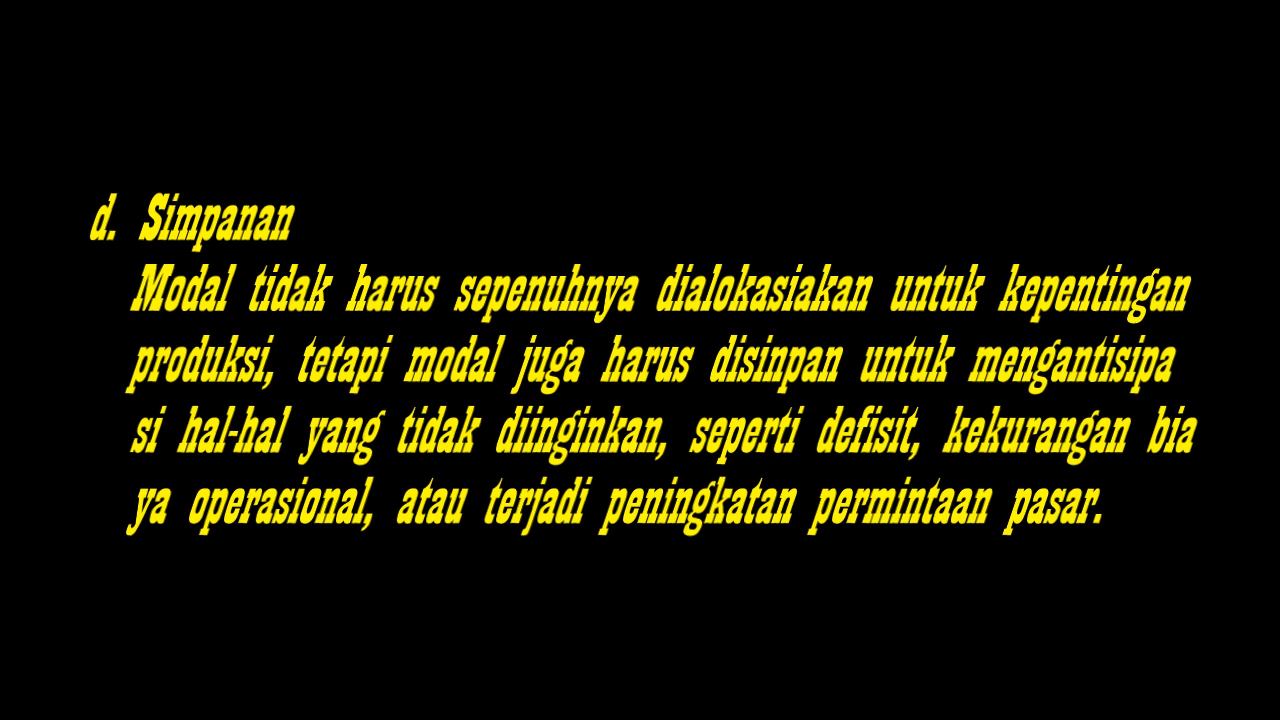 d. Simpanan
Modal tidak harus sepenuhnya dialokasiakan untuk kepentingan
produksi, tetapi modal juga harus disinpan untuk mengantisipa
si hal-hal yang tidak diinginkan, seperti defisit, kekurangan bia
ya operasional, atau terjadi peningkatan permintaan pasar.